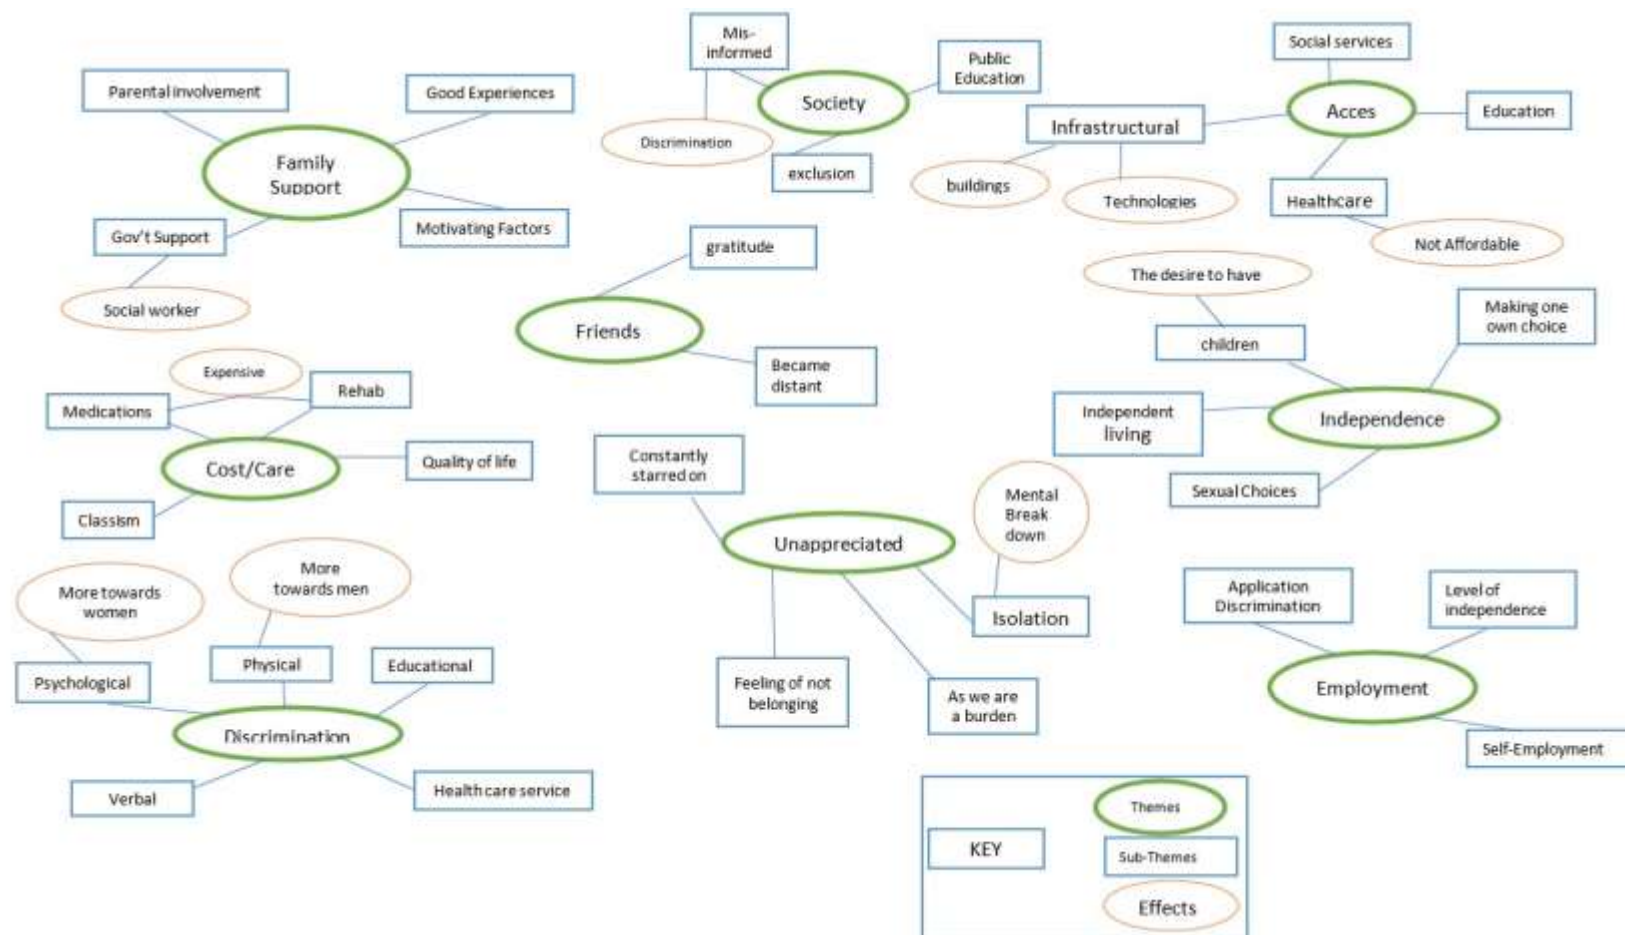 Parental involvement
Good Experiences
Family
Support
Gov't Support
Motivating Factors
Social worker
Mis-
informed
Public
Education
Society
Discrimination
exclusion
Social services
Acces
Education
Infrastructural
buildings
Technologies
Healthcare
Not Affordable
gratitude
Friends
Became
distant
The desire to have
children
Making one
own choice
Independent
living
Independence
Sexual Choices
Expensive
Rehab
Medications
Cost/Care
Quality of life
Classism
Constantly
starred on
Mental
Break
down
Unappreciated
Isolation
Feeling of not
belonging
As we are
a burden
More towards
women
More
towards men
Psychological
Physical
Educational
Discrimination
Verbal
Health care service
Application
Discrimination
Level of
independence
Employment
Self-Employment
KEY
Themes
Sub-Themes
Effects